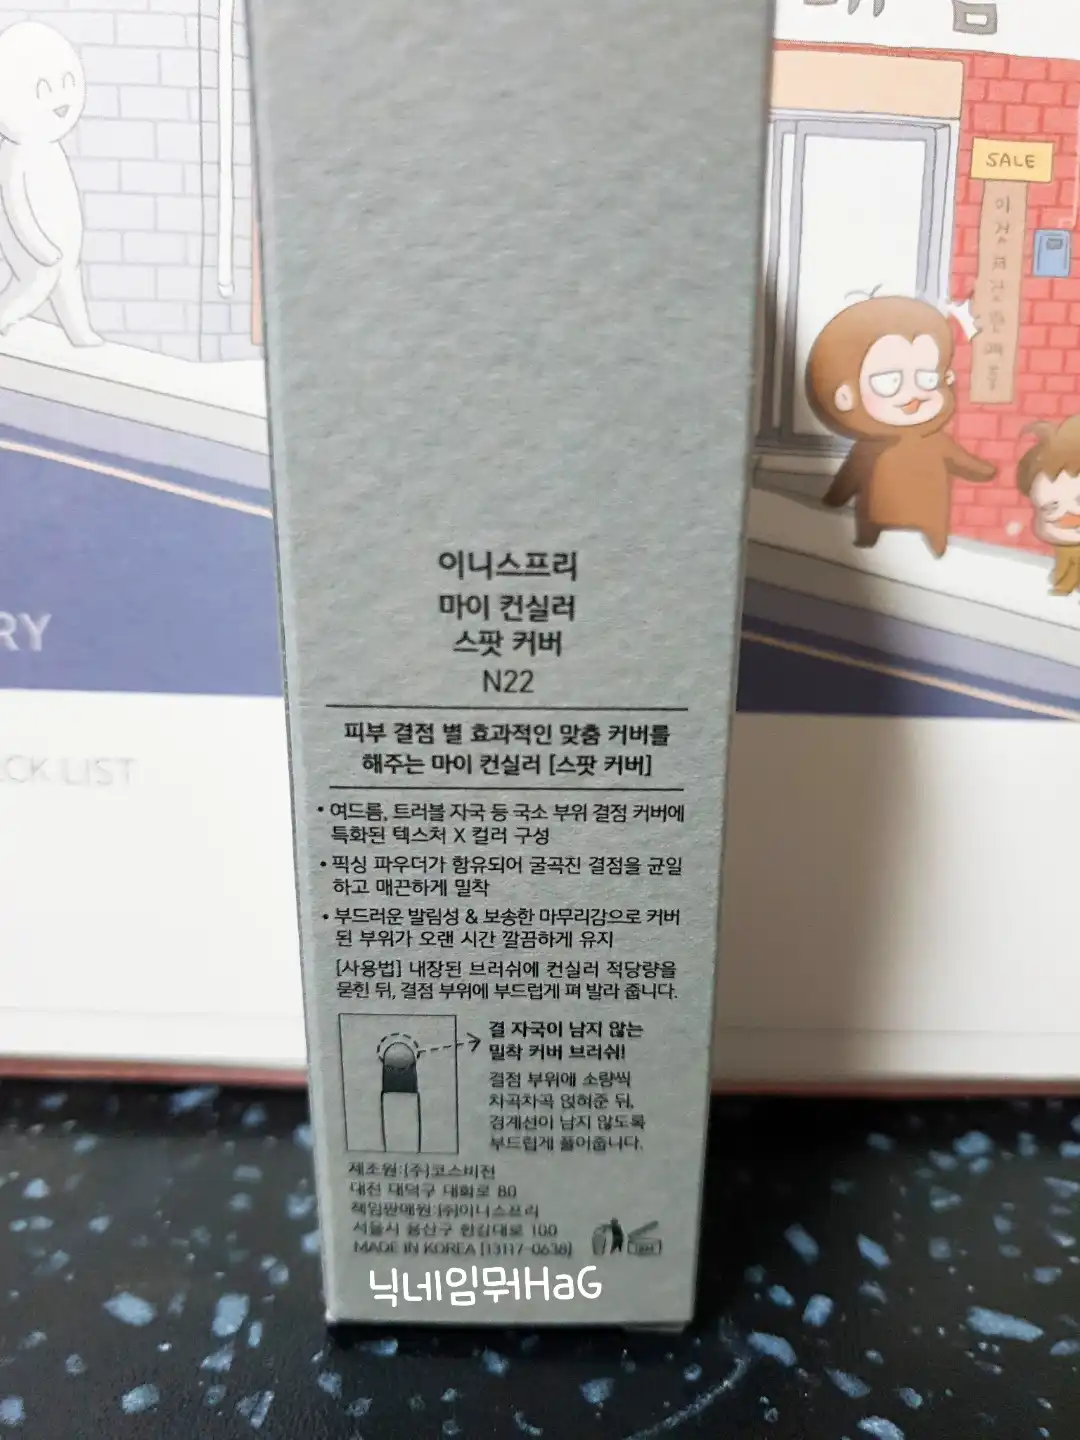 SALE
RY
CK LIST
이니스프리
마이 컨실러
스팟 커버
N22
피부 결점 별 효과적인 맞춤 커버를
해주는 마이 컨실러 [스팟 커버]
• 여드름, 트러블 자국 등 국소 부위 결점 커버에
특화된 텍스처 X 컬러 구성
• 픽싱 파우더가 함유되어 굴곡진 결점을 균일
하고 매끈하게 밀착
• 부드러운 발림성 & 보송한 마무리감으로 커버
된 부위가 오랜 시간 깔끔하게 유지
[사용법] 내장된 브러쉬에 컨실러 적당량을
묻힌 뒤, 결점 부위에 부드럽게 펴 발라 줍니다.
결 자국이 남지 않는
밀착 커버 브러쉬!
결점 부위에 소량씩
차곡차곡 얹혀준 뒤,
경계선이 남지 않도록
부드럽게 풀어줍니다.
제조원:(주)코스비전
대전 대덕구 대화로 80
책임판매원:(주)이니스프리
서울시 용산구 한강대로 100
MADE IN KOREA [13117-0638]
닉네임뭐HaG